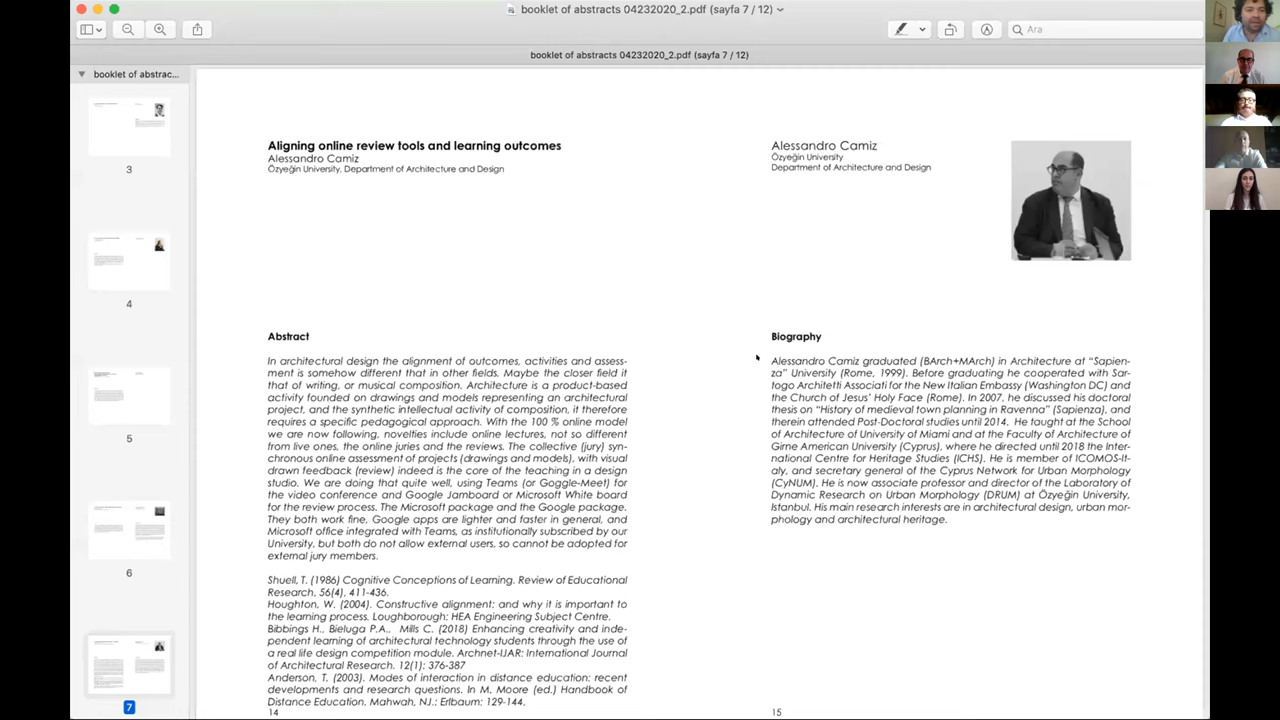 booklet of abstracts 04232020_2.pdf (sayfa 7 / 12)
Ara
booklet of abstracts 04232020_2.pdf (sayfa 7 / 12)
booklet of abstrac...
3
4
5
6
7
Aligning online review tools and learning outcomes
Alessandro Camiz
Özyeğin University, Department of Architecture and Design
Abstract
In architectural design the alignment of outcomes, activities and assess-
ment is somehow different that in other fields. Maybe the closer field it
that of writing, or musical composition. Architecture is a product-based
activity founded on drawings and models representing an architectural
project, and the synthetic intellectual activity of composition, it therefore
requires a specific pedagogical approach. With the 100 % online model
we are now following, novelties include online lectures, not so different
from live ones, the online juries and the reviews. The collective (jury) syn-
chronous online assessment of projects (drawings and models), with visual
drawn feedback (review) indeed is the core of the teaching in a design
studio. We are doing that quite well, using Teams (or Goggle-Meet) for
the video conference and Google Jamboard or Microsoft White board
for the review process. The Microsoft package and the Google package.
They both work fine, Google apps are lighter and faster in general, and
Microsoft office integrated with Teams, as institutionally subscribed by our
University, but both do not allow external users, so cannot be adopted for
external jury members.
Shuell, T. (1986) Cognitive Conceptions of Learning. Review of Educational
Research, 56(4), 411-436.
Houghton, W. (2004). Constructive alignment: and why it is important to
the learning process. Loughborough: HEA Engineering Subject Centre.
Bibbings H., Bieluga P.A., Mills C. (2018) Enhancing creativity and inde-
pendent learning of architectural technology students through the use of
a real life design competition module. Archnet-IJAR: International Journal
of Architectural Research. 12(1): 376-387
Anderson, T. (2003). Modes of interaction in distance education: recent
developments and research questions. In M. Moore (ed.) Handbook of
Distance Education. Mahwah, NJ.: Erlbaum: 129-144.
14
Alessandro Camiz
Özyeğin University
Department of Architecture and Design
Biography
Alessandro Camiz graduated (BArch+MArch) in Architecture at “Sapien-
za” University (Rome, 1999). Before graduating he cooperated with Sar-
togo Architetti Associati for the New Italian Embassy (Washington DC) and
the Church of Jesus’ Holy Face (Rome). In 2007, he discussed his doctoral
thesis on “History of medieval town planning in Ravenna” (Sapienza), and
therein attended Post-Doctoral studies until 2014. He taught at the School
of Architecture of University of Miami and at the Faculty of Architecture of
Girne American University (Cyprus), where he directed until 2018 the Inter-
national Centre for Heritage Studies (ICHS). He is member of ICOMOS-It-
aly, and secretary general of the Cyprus Network for Urban Morphology
(CyNUM). He is now associate professor and director of the Laboratory of
Dynamic Research on Urban Morphology (DRUM) at Özyeğin University,
Istanbul. His main research interests are in architectural design, urban mor-
phology and architectural heritage.
15